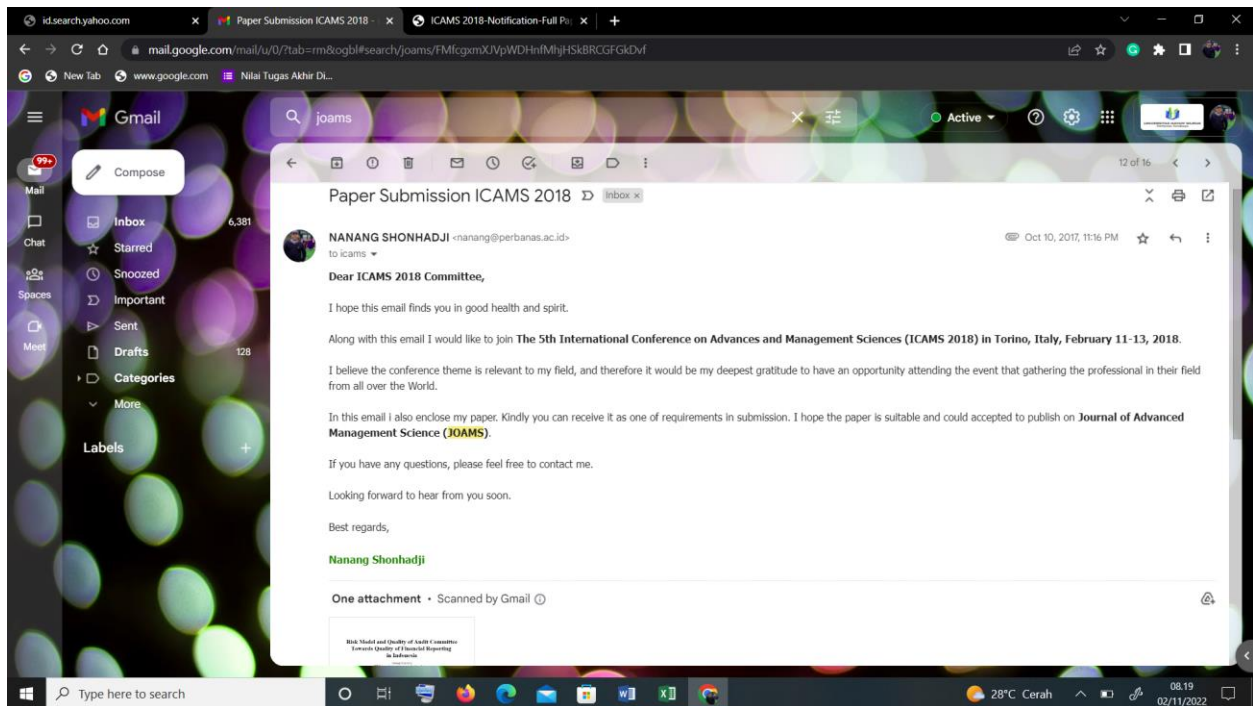 id.search.yahoo.com
Paper Submission ICAMS 2018 -
ICAMS 2018-Notification-Full Pa
mail.google.com/mail/u/0/?tab=rm&ogbl#search/joams/FMfcgxmXJVpWDHnfMhjHSkBRCGFGkDvf
New Tab
www.google.com
Nilai Tugas Akhir Di...
Gmail
joams
Active
99+
Mail
Compose
12 of 16
Paper Submission ICAMS 2018
Inbox x
Chat
Spaces
Meet
Inbox 6,381
Starred
Snoozed
Important
Sent
Drafts 128
Categories
More
Labels
NANANG SHONHADJI <nanang@perbanas.ac.id>
Oct 10, 2017, 11:16 PM
to icams
Dear ICAMS 2018 Committee,
I hope this email finds you in good health and spirit.
Along with this email I would like to join The 5th International Conference on Advances and Management Sciences (ICAMS 2018) in Torino, Italy, February 11-13, 2018.
I believe the conference theme is relevant to my field, and therefore it would be my deepest gratitude to have an opportunity attending the event that gathering the professional in their field
from all over the World.
In this email i also enclose my paper. Kindly you can receive it as one of requirements in submission. I hope the paper is suitable and could accepted to publish on Journal of Advanced
Management Science (JOAMS).
If you have any questions, please feel free to contact me.
Looking forward to hear from you soon.
Best regards,
Nanang Shonhadji
One attachment • Scanned by Gmail
Risk Model and Quality of Audit Committee
Towards Quality of Financial Reporting
in Indonesia
Type here to search
28°C Cerah
08.19
02/11/2022